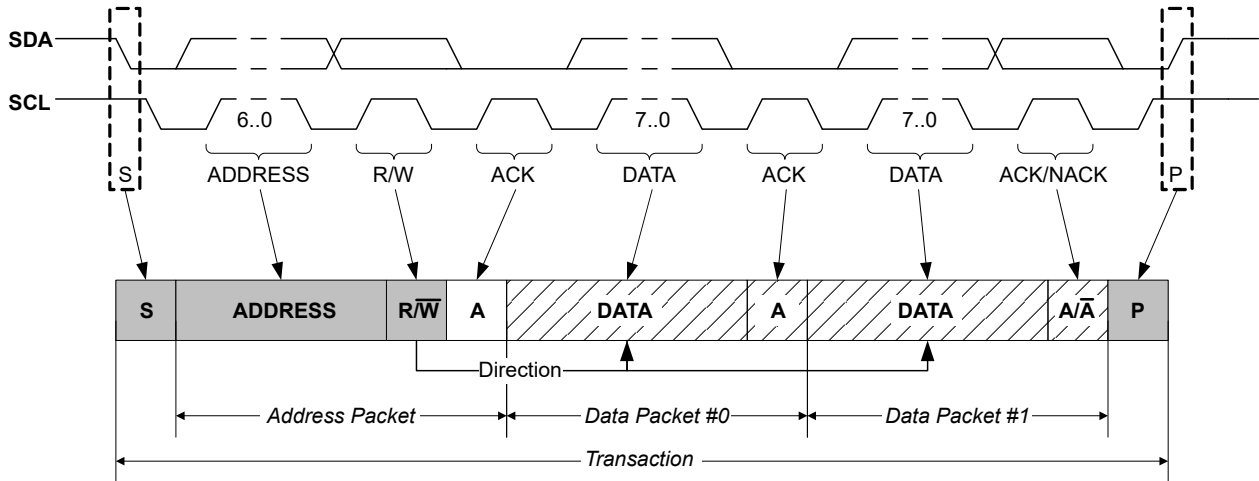 SDA
SCL
6..0 7..0 7..0
S ADDRESS R/W ACK DATA ACK DATA ACK/NACK P
S ADDRESS R/W̅ A DATA A DATA A/A̅ P
Direction
Address Packet Data Packet #0 Data Packet #1
Transaction